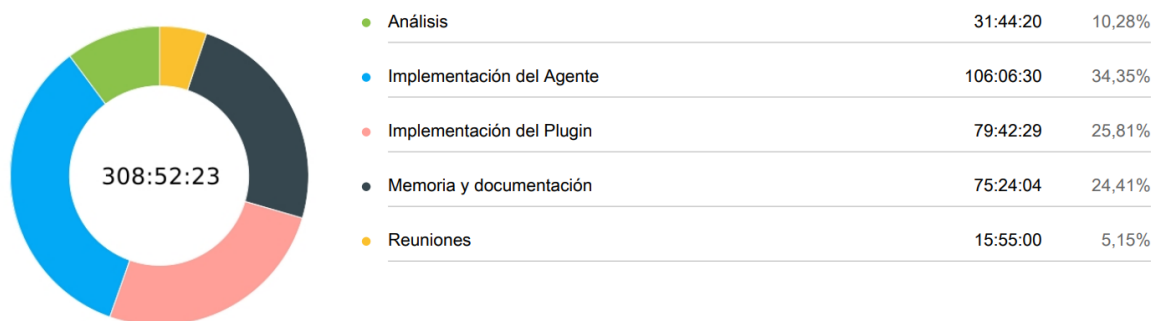 308:52:23
Análisis 31:44:20 10,28%
Implementación del Agente 106:06:30 34,35%
Implementación del Plugin 79:42:29 25,81%
Memoria y documentación 75:24:04 24,41%
Reuniones 15:55:00 5,15%